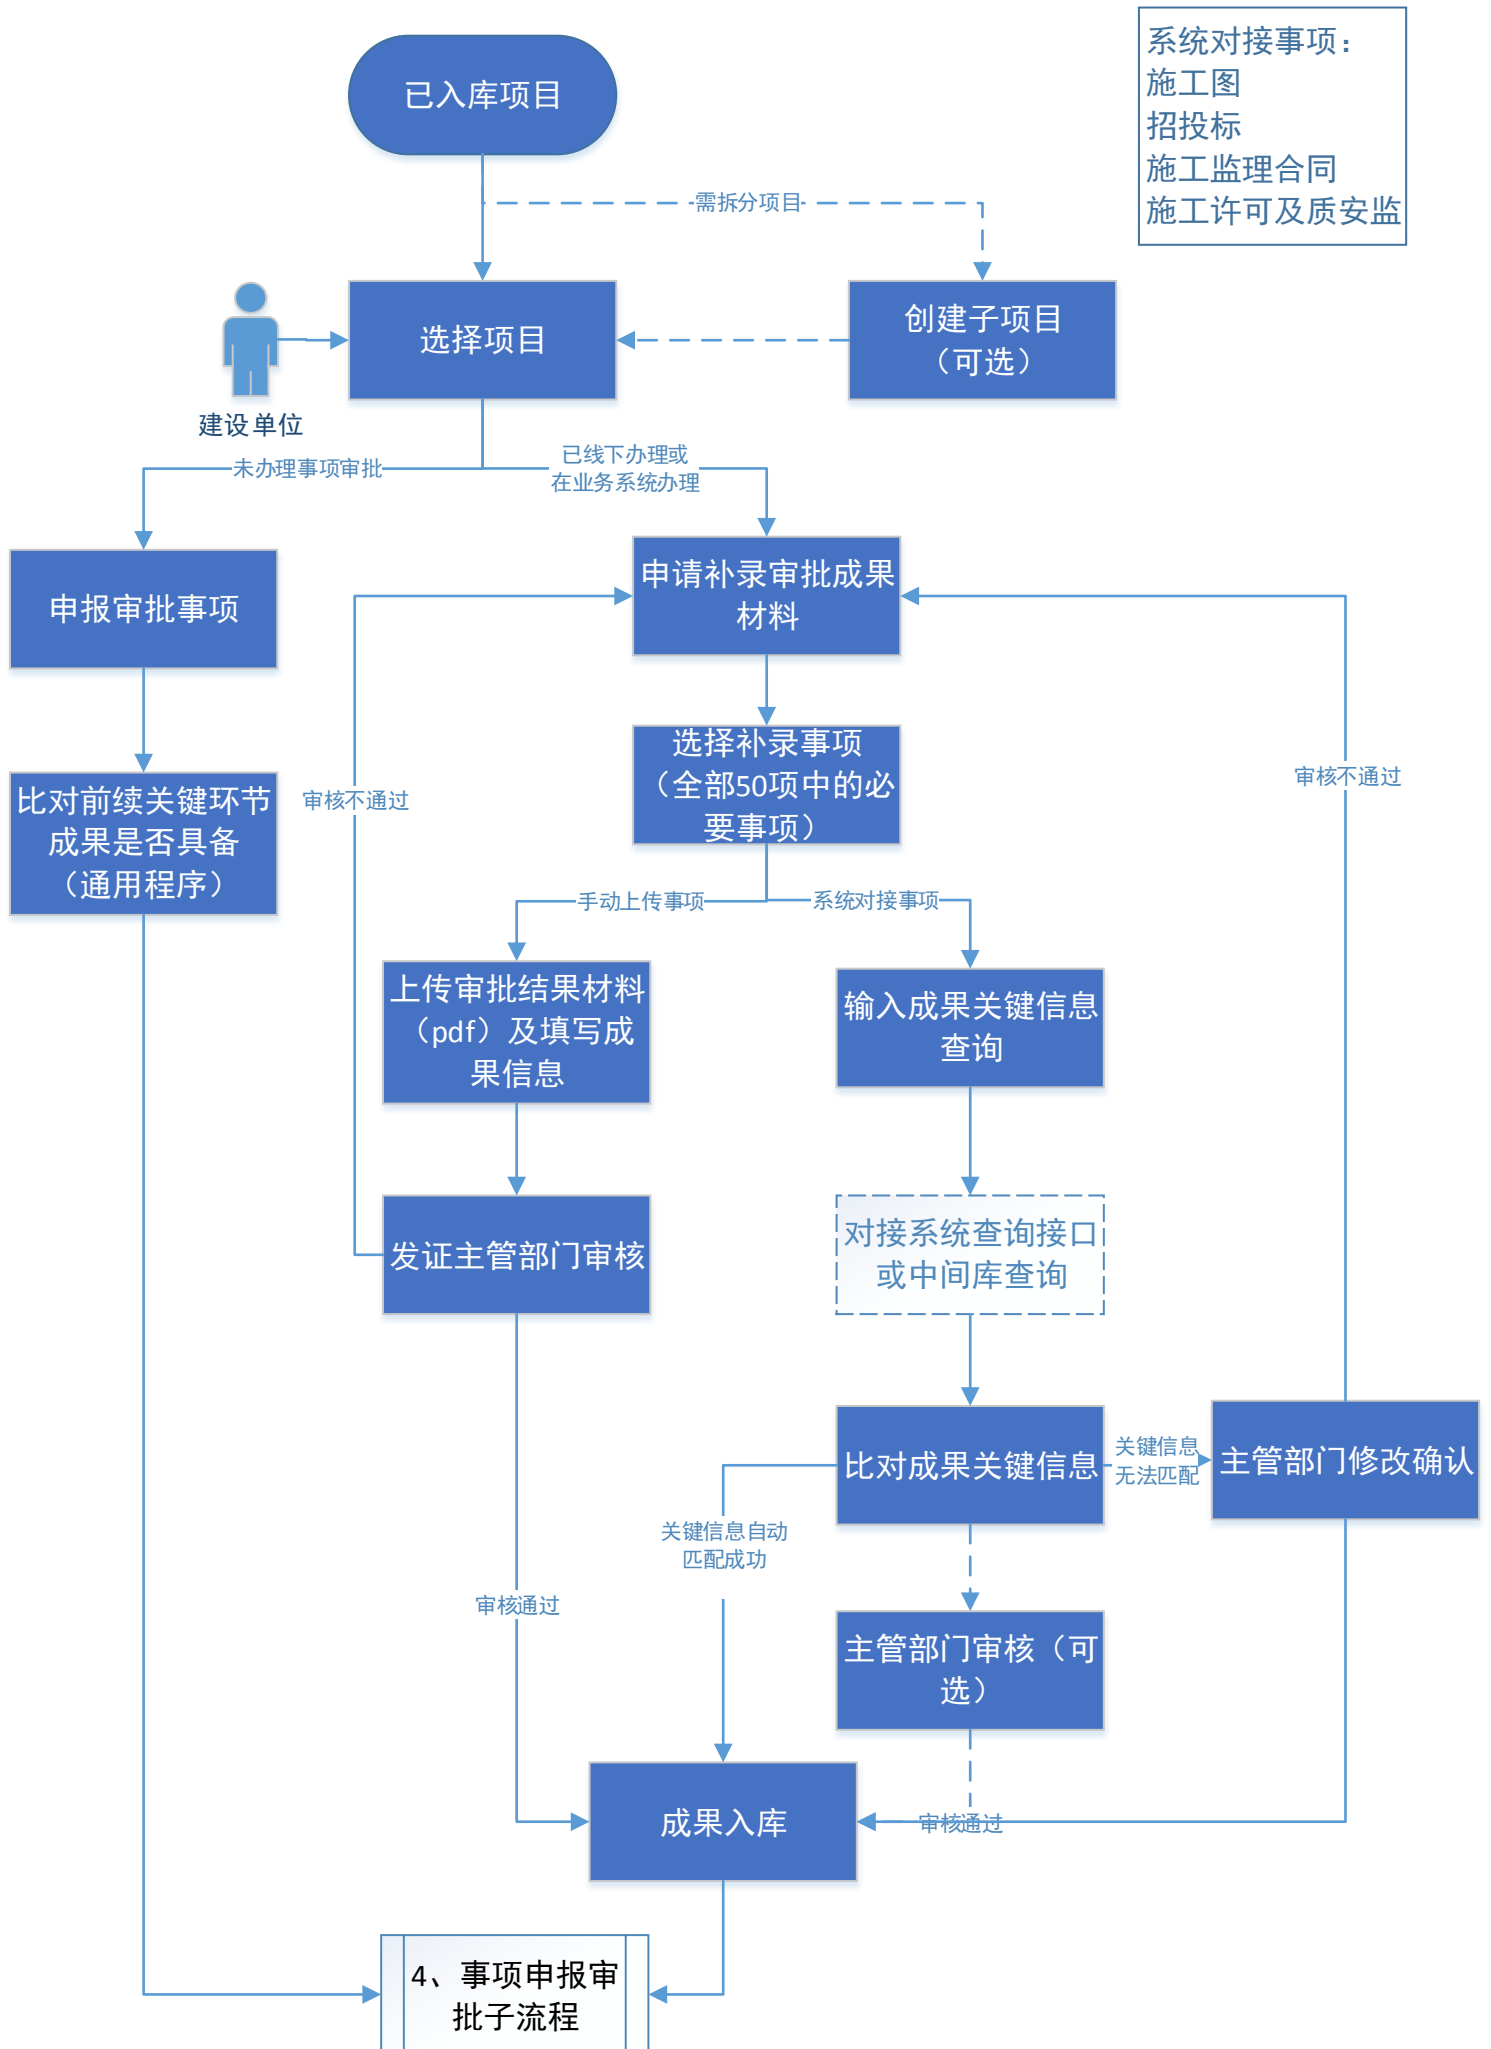 已入库项目
系统对接事项：
施工图
招投标
施工监理合同
施工许可及质安监
需拆分项目
选择项目
创建子项目
（可选）
建设单位
未办理事项审批
已线下办理或
在业务系统办理
申报审批事项
申请补录审批成果
材料
选择补录事项
（全部50项中的必
要事项）
审核不通过
审核不通过
比对前续关键环节
成果是否具备
（通用程序）
手动上传事项
系统对接事项
上传审批结果材料
（pdf）及填写成
果信息
输入成果关键信息
查询
发证主管部门审核
对接系统查询接口
或中间库查询
比对成果关键信息
关键信息
无法匹配
主管部门修改确认
关键信息自动
匹配成功
审核通过
主管部门审核（可
选）
成果入库
审核通过
4、事项申报审
批子流程